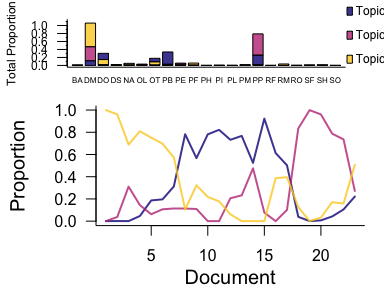 Total Proportion
1.0
0.8
0.6
0.4
0.2
0.0
BA DM DO DS NA OL OT PB PE PF PH PI PL PM PP RF RM RO SF SH SO
Topic
Topic
Topic
Proportion
1.0
0.8
0.6
0.4
0.2
0.0
5 10 15 20
Document